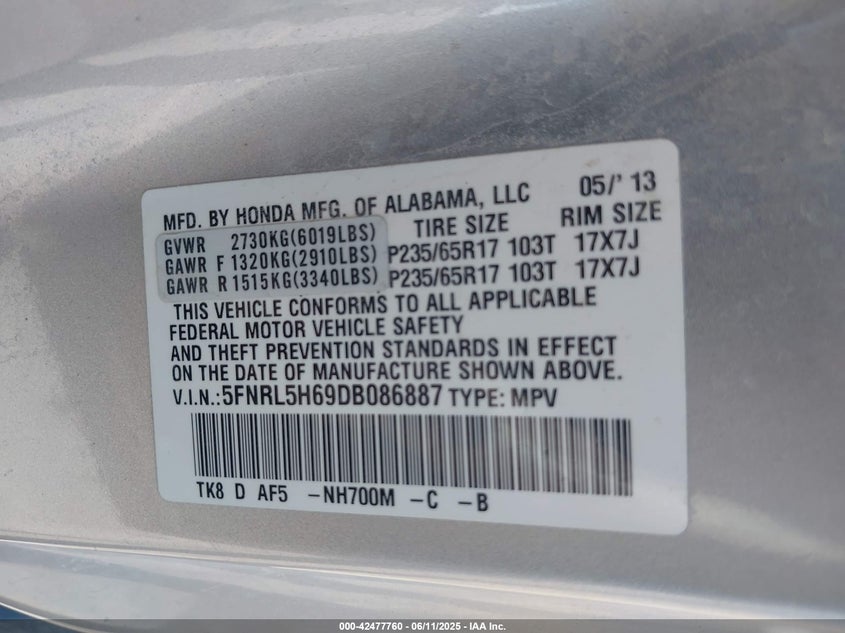 MFD. BY HONDA MFG. OF ALABAMA, LLC 05/' 13
GVWR 2730KG(6019LBS) TIRE SIZE RIM SIZE
GAWR F 1320KG(2910LBS) P235/65R17 103T 17X7J
GAWR R 1515KG(3340LBS) P235/65R17 103T 17X7J
THIS VEHICLE CONFORMS TO ALL APPLICABLE
FEDERAL MOTOR VEHICLE SAFETY
AND THEFT PREVENTION STANDARDS IN EFFECT
ON THE DATE OF MANUFACTURE SHOWN ABOVE.
V.I.N.:5FNRL5H69DB086887 TYPE: MPV
TK8 D AF5 -NH700M -C -B
000-42477760 - 06/11/2025 - IAA Inc.